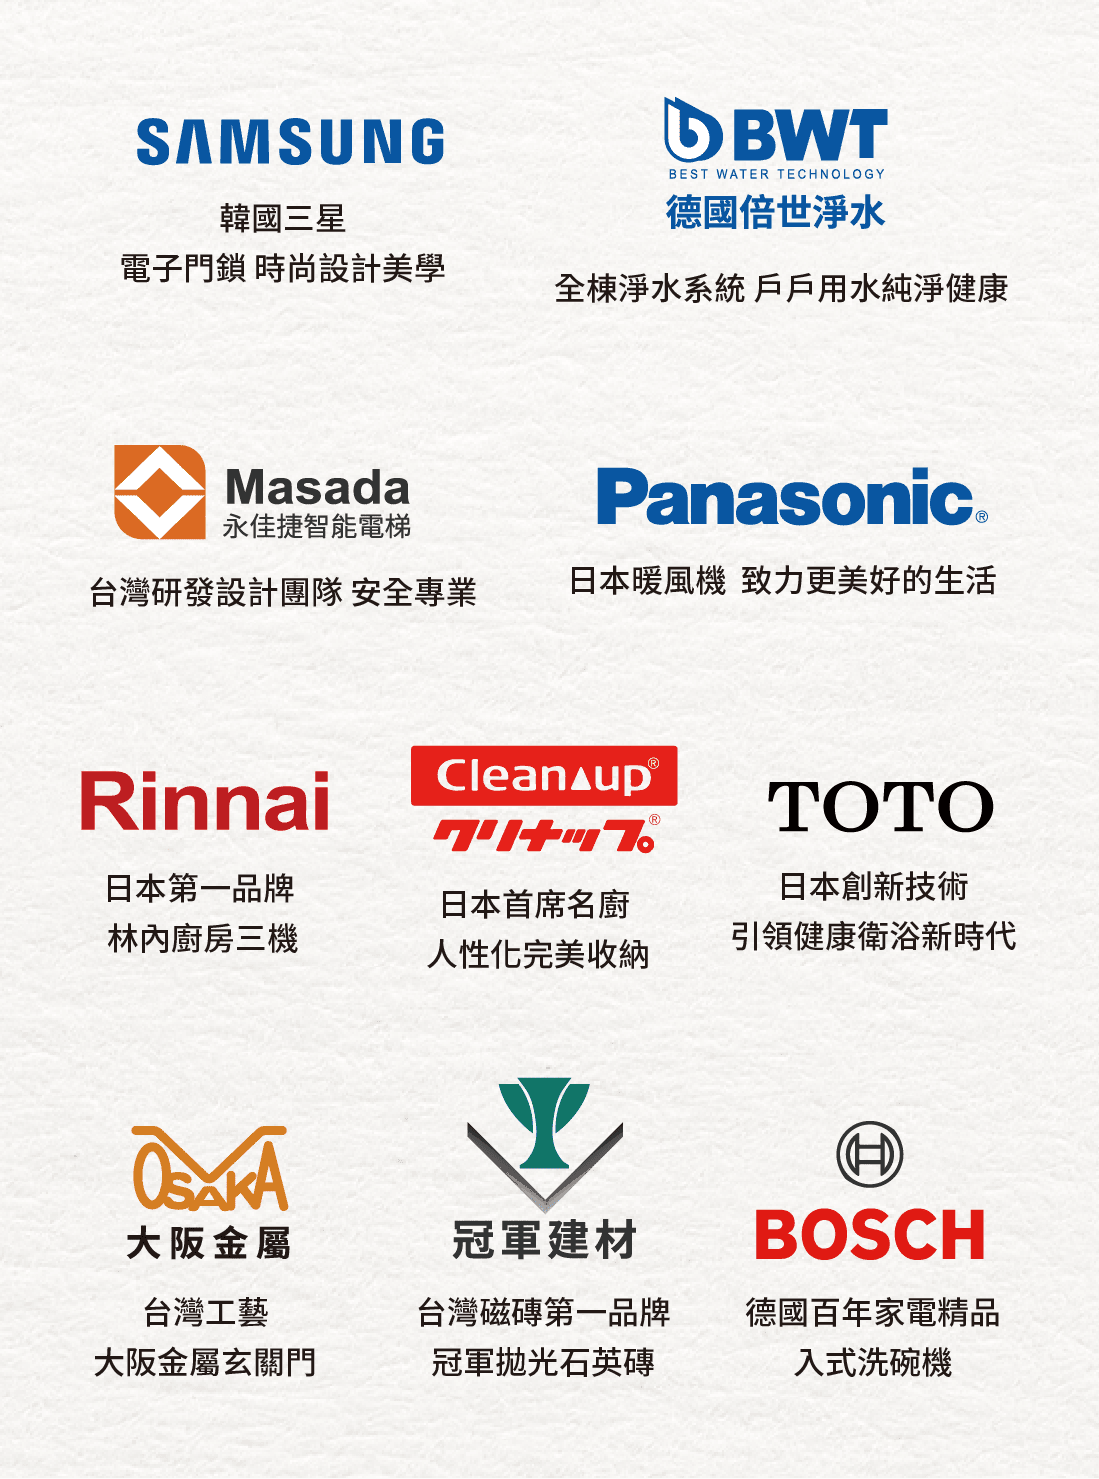 SAMSUNG
韓國三星
電子門鎖 時尚設計美學
BWT
BEST WATER TECHNOLOGY
德國倍世淨水
全棟淨水系統 戶戶用水純淨健康
Masada
永佳捷智能電梯
台灣研發設計團隊 安全專業
Panasonic®
日本暖風機 致力更美好的生活
Rinnai
日本第一品牌
林內廚房三機
Cleanup®
クリナップ®
日本首席名廚
人性化完美收納
TOTO
日本創新技術
引領健康衛浴新時代
OSAKA
大阪金屬
台灣工藝
大阪金屬玄關門
冠軍建材
台灣磁磚第一品牌
冠軍拋光石英磚
BOSCH
德國百年家電精品
入式洗碗機